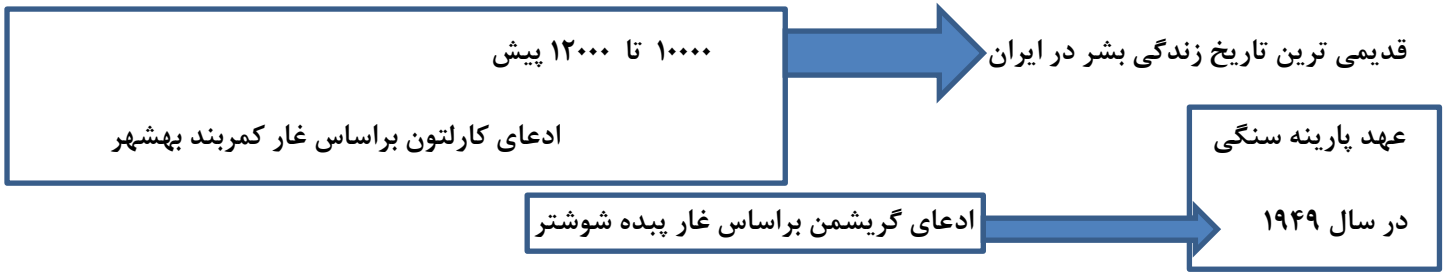 قدیمی ترین تاریخ زندگی بشر در ایران
۱۰۰۰۰ تا ۱۲۰۰۰ پیش
ادعای کارلتون براساس غار کمربند بهشهر
عهد پارینه سنگی
در سال ۱۹۴۹
ادعای گریشمن براساس غار پبده شوشتر